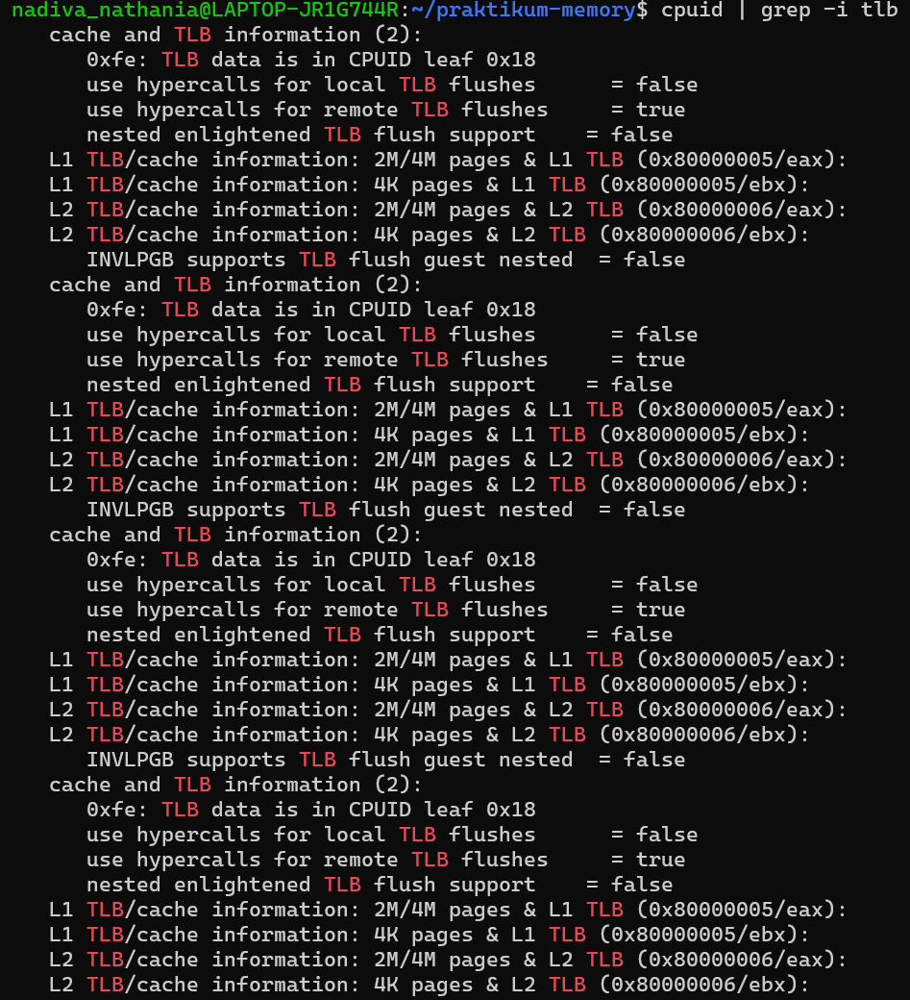 nadiva_nathania@LAPTOP-JR1G744R:~/praktikum-memory$ cpuid | grep -i tlb
   cache and TLB information (2):
      0xfe: TLB data is in CPUID leaf 0x18
      use hypercalls for local TLB flushes      = false
      use hypercalls for remote TLB flushes     = true
      nested enlightened TLB flush support    = false
   L1 TLB/cache information: 2M/4M pages & L1 TLB (0x80000005/eax):
   L1 TLB/cache information: 4K pages & L1 TLB (0x80000005/ebx):
   L2 TLB/cache information: 2M/4M pages & L2 TLB (0x80000006/eax):
   L2 TLB/cache information: 4K pages & L2 TLB (0x80000006/ebx):
      INVLPGB supports TLB flush guest nested  = false
   cache and TLB information (2):
      0xfe: TLB data is in CPUID leaf 0x18
      use hypercalls for local TLB flushes      = false
      use hypercalls for remote TLB flushes     = true
      nested enlightened TLB flush support    = false
   L1 TLB/cache information: 2M/4M pages & L1 TLB (0x80000005/eax):
   L1 TLB/cache information: 4K pages & L1 TLB (0x80000005/ebx):
   L2 TLB/cache information: 2M/4M pages & L2 TLB (0x80000006/eax):
   L2 TLB/cache information: 4K pages & L2 TLB (0x80000006/ebx):
      INVLPGB supports TLB flush guest nested  = false
   cache and TLB information (2):
      0xfe: TLB data is in CPUID leaf 0x18
      use hypercalls for local TLB flushes      = false
      use hypercalls for remote TLB flushes     = true
      nested enlightened TLB flush support    = false
   L1 TLB/cache information: 2M/4M pages & L1 TLB (0x80000005/eax):
   L1 TLB/cache information: 4K pages & L1 TLB (0x80000005/ebx):
   L2 TLB/cache information: 2M/4M pages & L2 TLB (0x80000006/eax):
   L2 TLB/cache information: 4K pages & L2 TLB (0x80000006/ebx):
      INVLPGB supports TLB flush guest nested  = false
   cache and TLB information (2):
      0xfe: TLB data is in CPUID leaf 0x18
      use hypercalls for local TLB flushes      = false
      use hypercalls for remote TLB flushes     = true
      nested enlightened TLB flush support    = false
   L1 TLB/cache information: 2M/4M pages & L1 TLB (0x80000005/eax):
   L1 TLB/cache information: 4K pages & L1 TLB (0x80000005/ebx):
   L2 TLB/cache information: 2M/4M pages & L2 TLB (0x80000006/eax):
   L2 TLB/cache information: 4K pages & L2 TLB (0x80000006/ebx):